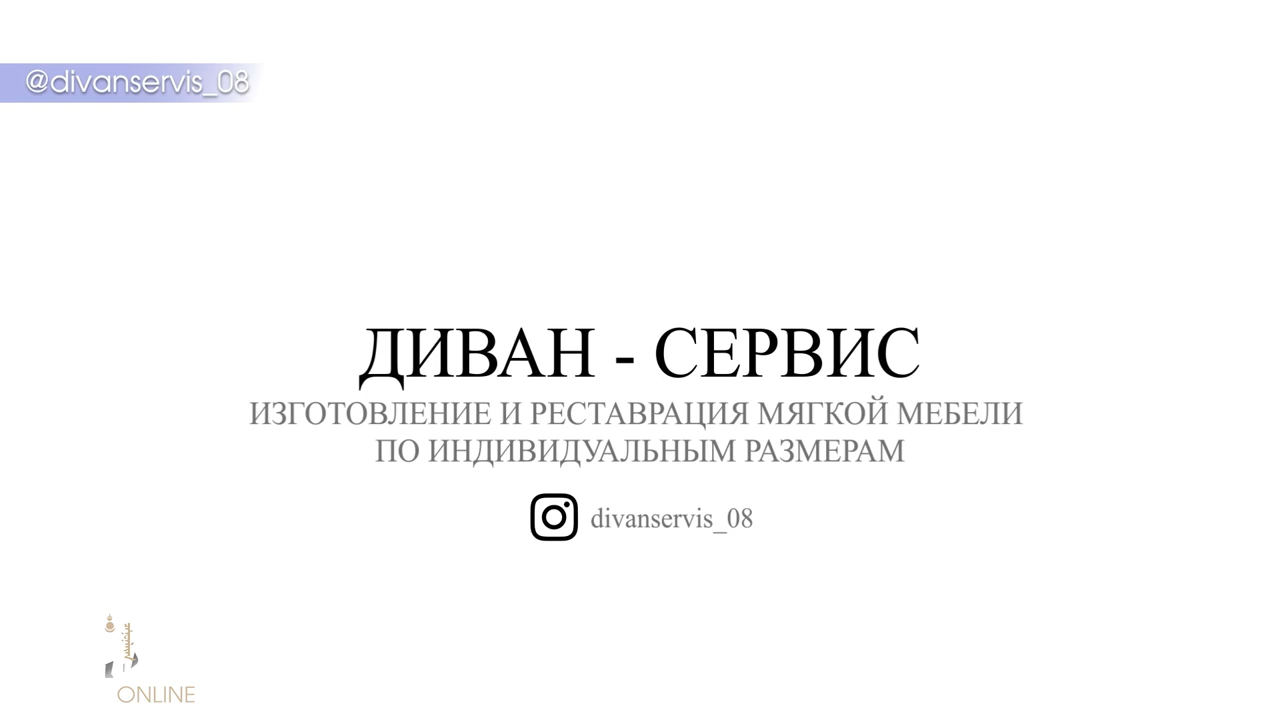 @divanservis_08
ДИВАН - СЕРВИС
ИЗГОТОВЛЕНИЕ И РЕСТАВРАЦИЯ МЯГКОЙ МЕБЕЛИ
ПО ИНДИВИДУАЛЬНЫМ РАЗМЕРАМ
divanservis_08
ONLINE